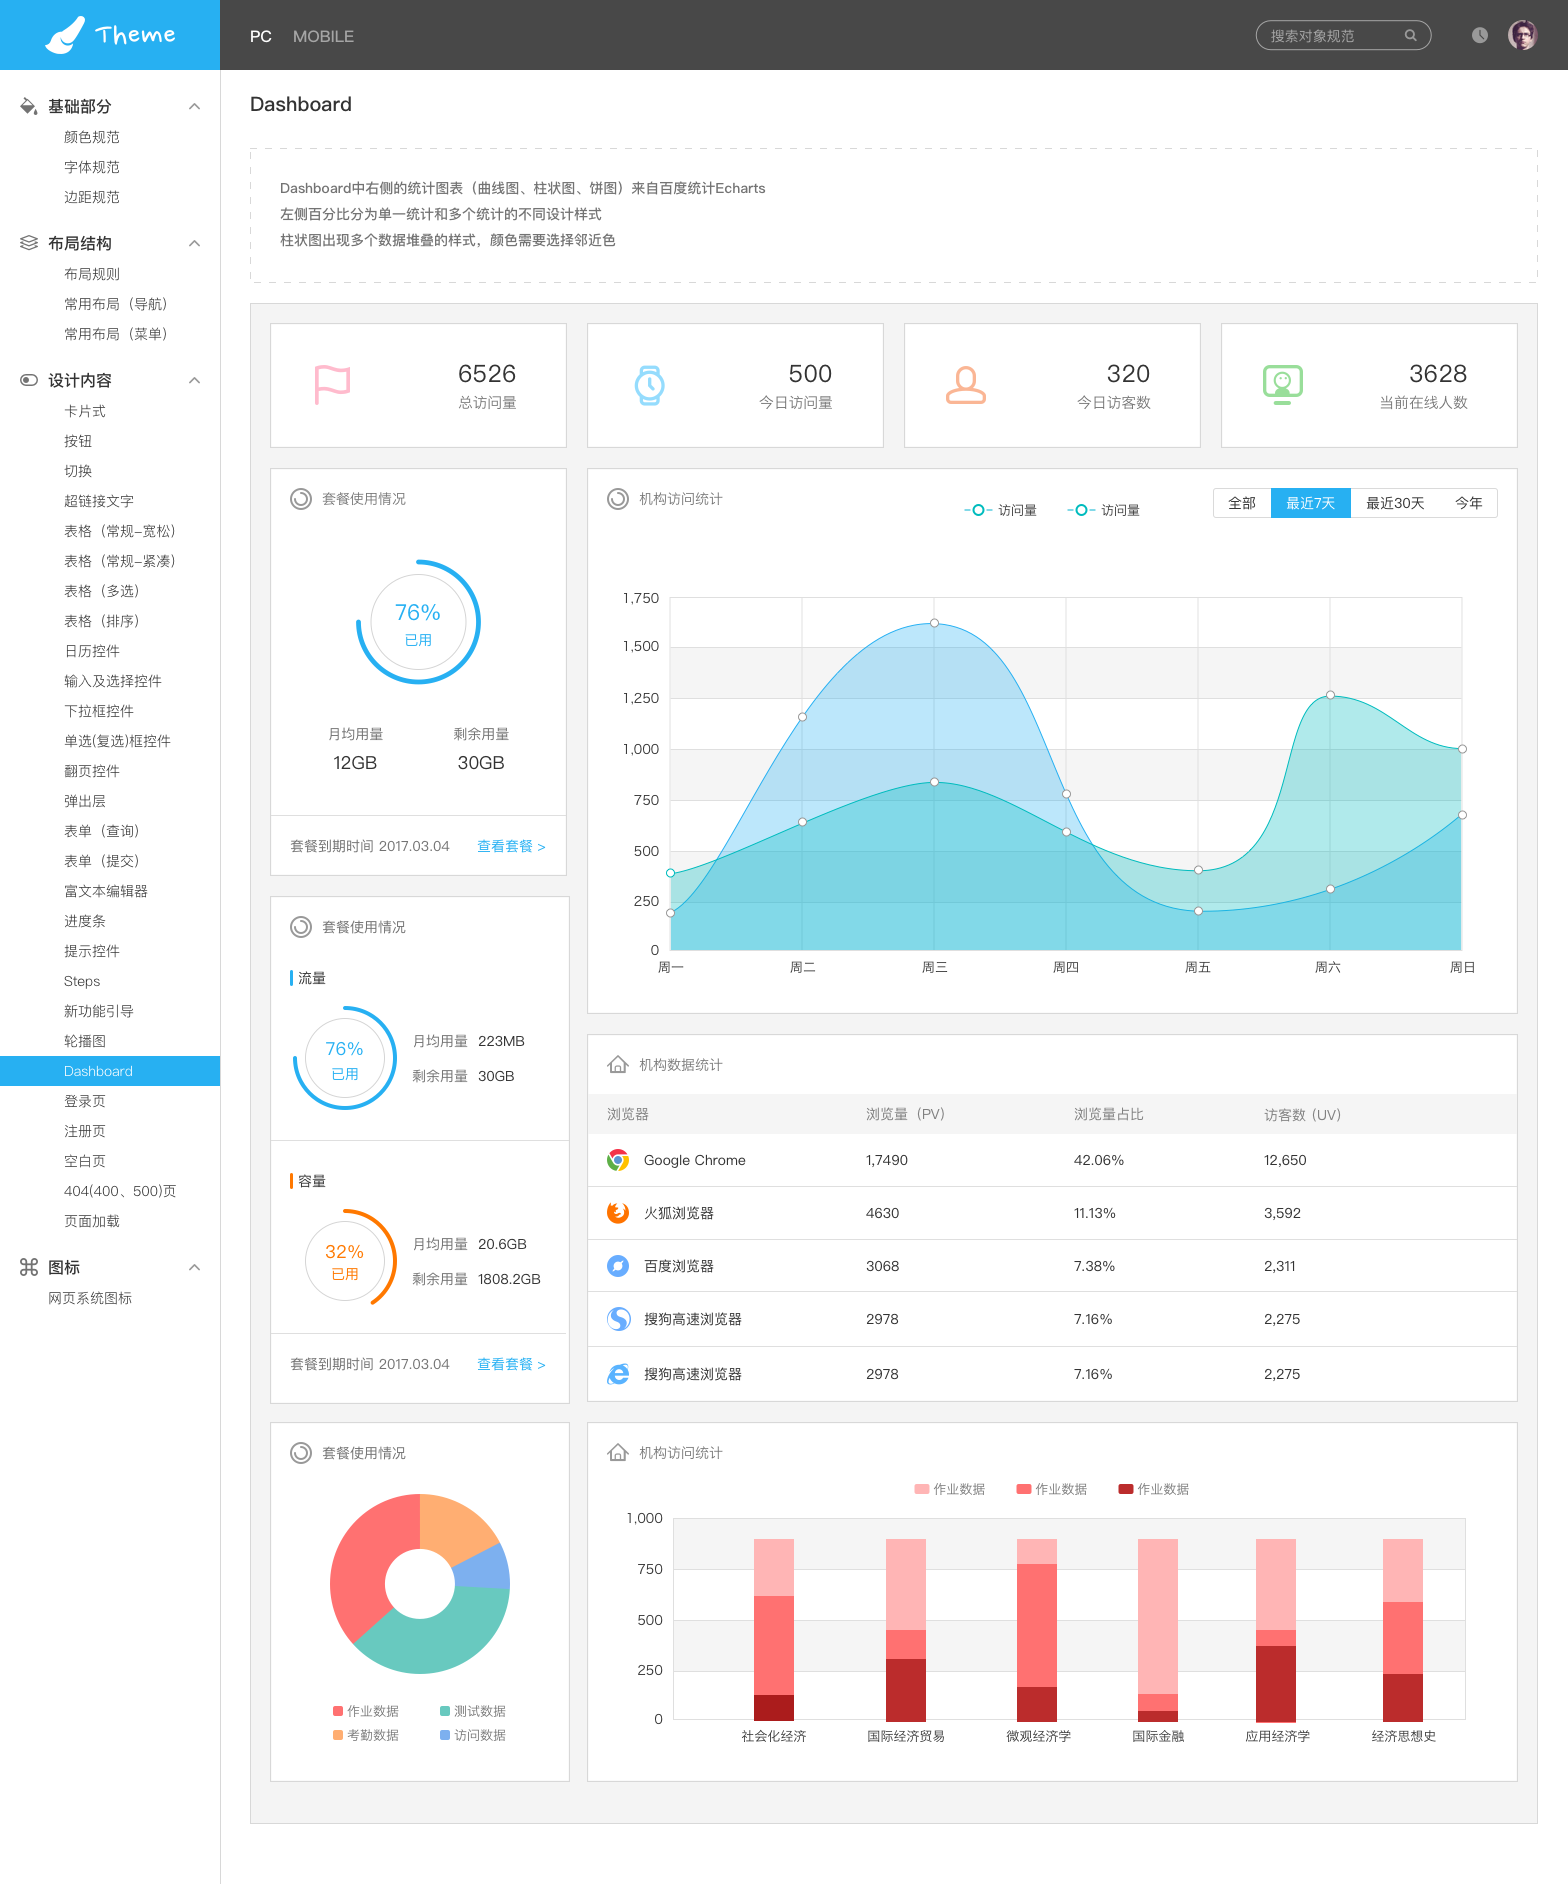 Theme
PC
MOBILE
搜索对象规范
基础部分
颜色规范
字体规范
边距规范
布局结构
布局规则
常用布局（导航）
常用布局（菜单）
设计内容
卡片式
按钮
切换
超链接文字
表格（常规-宽松）
表格（常规-紧凑）
表格（多选）
表格（排序）
日历控件
输入及选择控件
下拉框控件
单选(复选)框控件
翻页控件
弹出层
表单（查询）
表单（提交）
富文本编辑器
进度条
提示控件
Steps
新功能引导
轮播图
Dashboard
登录页
注册页
空白页
404(400、500)页
页面加载
图标
网页系统图标
Dashboard
Dashboard中右侧的统计图表（曲线图、柱状图、饼图）来自百度统计Echarts
左侧百分比分为单一统计和多个统计的不同设计样式
柱状图出现多个数据堆叠的样式，颜色需要选择邻近色
6526
总访问量
500
今日访问量
320
今日访客数
3628
当前在线人数
套餐使用情况
76%
已用
月均用量
剩余用量
12GB
30GB
套餐到期时间 2017.03.04
查看套餐 >
机构访问统计
访问量
访问量
全部
最近7天
最近30天
今年
1,750
1,500
1,250
1,000
750
500
250
0
周一
周二
周三
周四
周五
周六
周日
套餐使用情况
流量
76%
已用
月均用量 223MB
剩余用量 30GB
容量
32%
已用
月均用量 20.6GB
剩余用量 1808.2GB
套餐到期时间 2017.03.04
查看套餐 >
机构数据统计
浏览器 浏览量（PV） 浏览量占比 访客数 (UV)
Google Chrome 1,7490 42.06% 12,650
火狐浏览器 4630 11.13% 3,592
百度浏览器 3068 7.38% 2,311
搜狗高速浏览器 2978 7.16% 2,275
搜狗高速浏览器 2978 7.16% 2,275
套餐使用情况
作业数据
测试数据
考勤数据
访问数据
机构访问统计
作业数据
作业数据
作业数据
1,000
750
500
250
0
社会化经济
国际经济贸易
微观经济学
国际金融
应用经济学
经济思想史